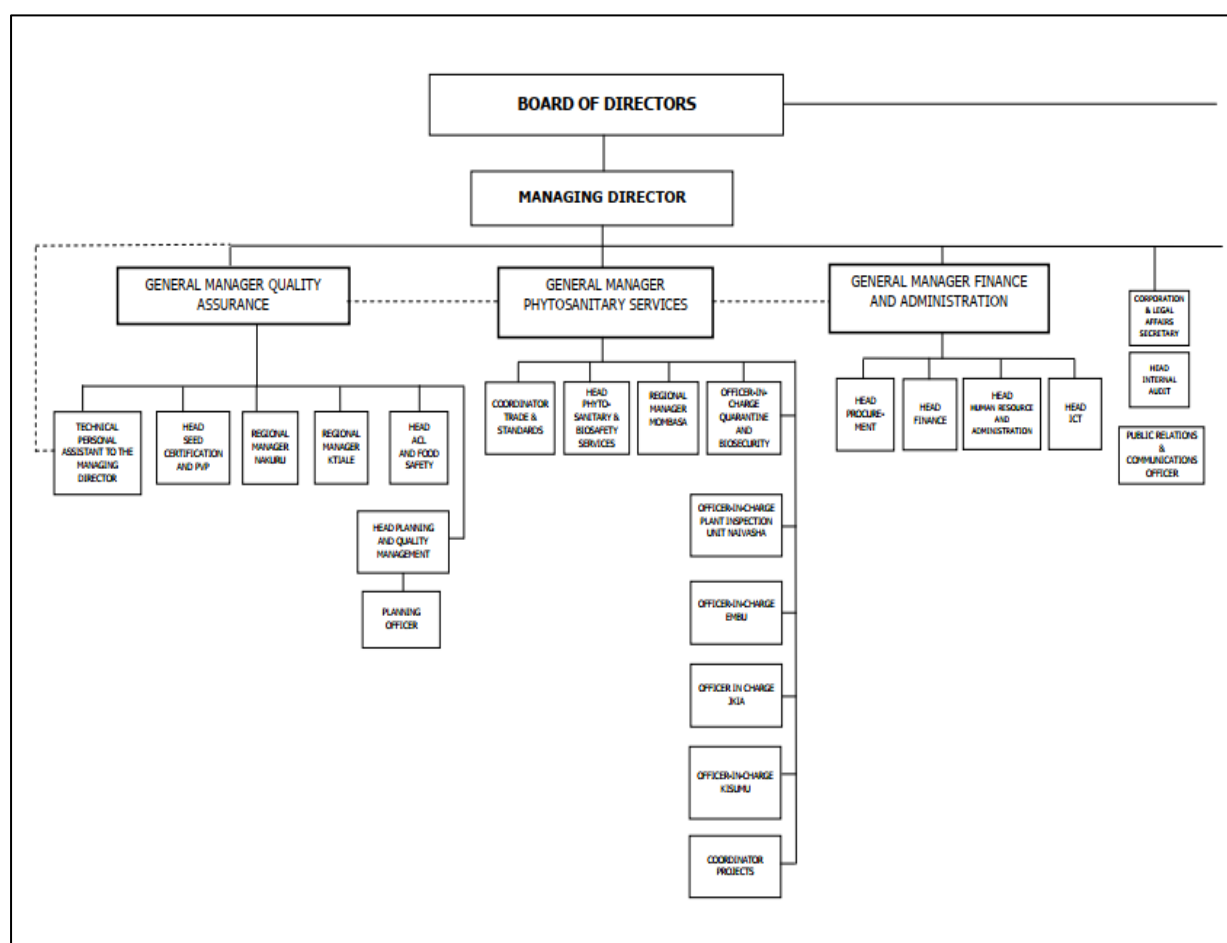 BOARD OF DIRECTORS
MANAGING DIRECTOR
GENERAL MANAGER QUALITY
ASSURANCE
GENERAL MANAGER
PHYTOSANITARY SERVICES
GENERAL MANAGER FINANCE
AND ADMINISTRATION
CORPORATION
& LEGAL
AFFAIRS
SECRETARY
HEAD
INTERNAL
AUDIT
PUBLIC RELATIONS
&
COMMUNICATIONS
OFFICER
TECHNICAL
PERSONAL
ASSISTANT TO THE
MANAGING
DIRECTOR
HEAD
SEED
CERTIFICATION
AND PVP
REGIONAL
MANAGER
NAKURU
REGIONAL
MANAGER
KTIALE
HEAD
ACL
AND FOOD
SAFETY
HEAD PLANNING
AND QUALITY
MANAGEMENT
PLANNING
OFFICER
COORDINATOR
TRADE &
STANDARDS
HEAD
PHYTO-
SANITARY &
BIOSAFETY
SERVICES
REGIONAL
MANAGER
MOMBASA
OFFICER-IN-
CHARGE
QUARANTINE
AND
BIOSECURITY
OFFICER-IN-CHARGE
PLANT INSPECTION
UNIT NAIVASHA
OFFICER-IN-CHARGE
EMBU
OFFICER IN CHARGE
JKIA
OFFICER-IN-CHARGE
KISUMU
COORDINATOR
PROJECTS
HEAD
PROCURE-
MENT
HEAD
FINANCE
HEAD
HUMAN RESOURCE
AND
ADMINISTRATION
HEAD
ICT